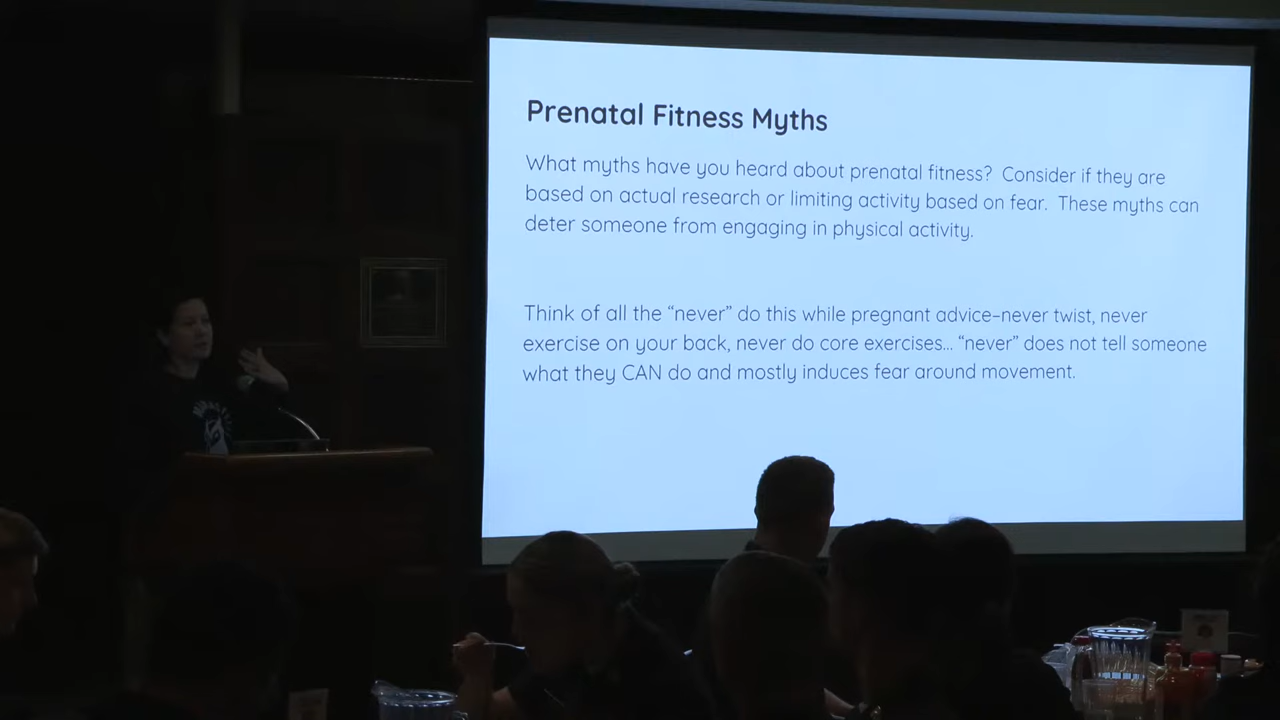 Prenatal Fitness Myths
What myths have you heard about prenatal fitness? Consider if they are
based on actual research or limiting activity based on fear. These myths can
deter someone from engaging in physical activity.
Think of all the “never” do this while pregnant advice–never twist, never
exercise on your back, never do core exercises... “never” does not tell someone
what they CAN do and mostly induces fear around movement.